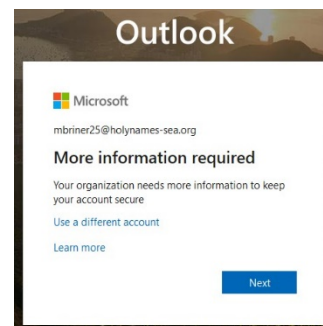 Outlook
Microsoft
mbriner25@holynames-sea.org
More information required
Your organization needs more information to keep
your account secure
Use a different account
Learn more
Next